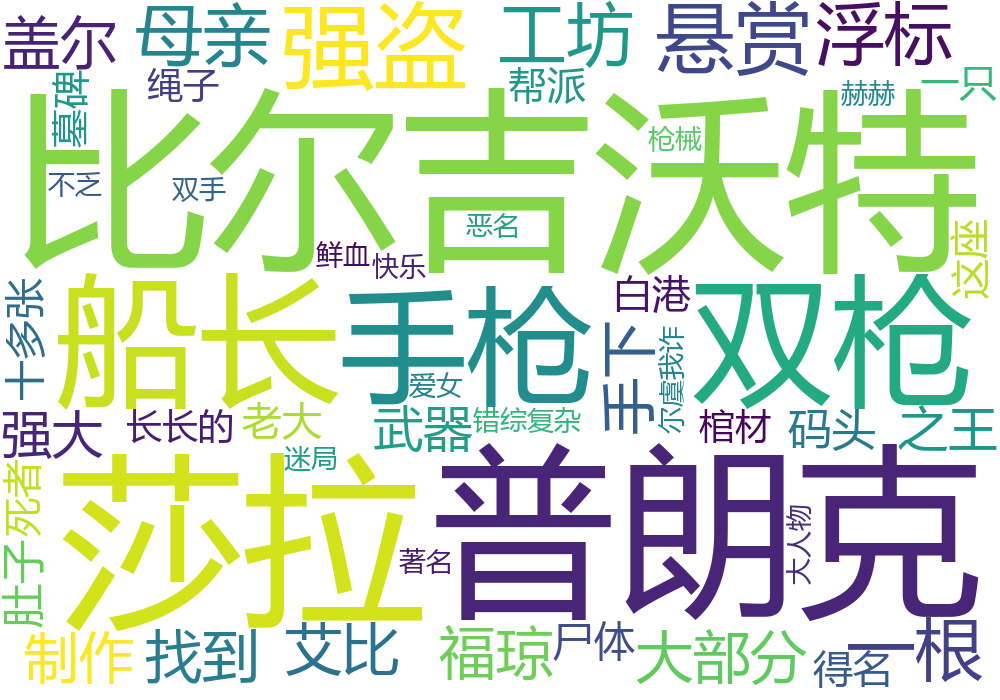 盖尔
母亲
强盗
工坊
悬赏
浮标
墓碑
绳子
帮派
赫赫
一只
比尔吉沃特
枪械
不乏
双手
恶名
鲜血
快乐
这座
十多张
船长
手枪
白港
双枪
手下
尔虞我诈
爱女
强大
长长的
老大
武器
错综复杂
棺材
码头
之王
迷局
死者
莎拉
普朗克
著名
大人物
肚子
制作
找到
艾比
福琼
尸体
大部分
得名
一根